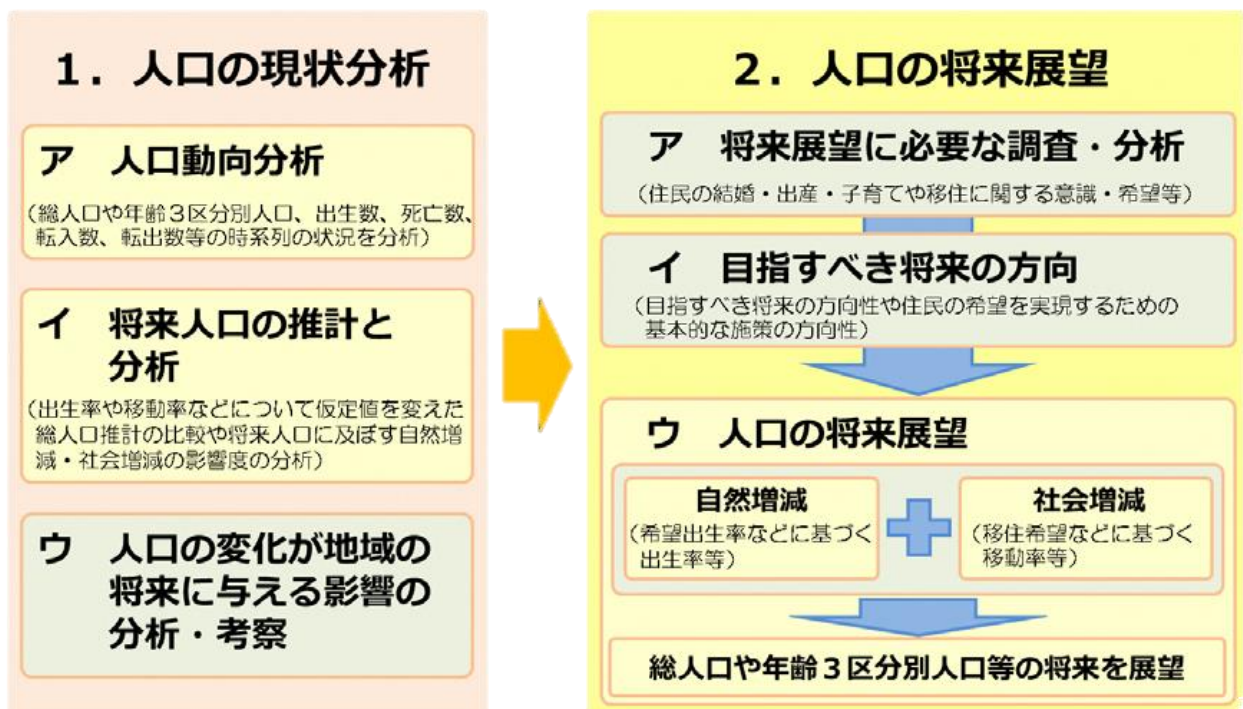 1．人口の現状分析
ア 人口動向分析
（総人口や年齢３区分別人口、出生数、死亡数、
転入数、転出数等の時系列の状況を分析）
イ 将来人口の推計と
分析
（出生率や移動率などについて仮定値を変えた
総人口推計の比較や将来人口に及ぼす自然増
減・社会増減の影響度の分析）
ウ 人口の変化が地域の
将来に与える影響の
分析・考察
2．人口の将来展望
ア 将来展望に必要な調査・分析
（住民の結婚・出産・子育てや移住に関する意識・希望等）
イ 目指すべき将来の方向
（目指すべき将来の方向性や住民の希望を実現するための
基本的な施策の方向性）
ウ 人口の将来展望
自然増減
（希望出生率などに基づく
出生率等）
社会増減
（移住希望などに基づく
移動率等）
総人口や年齢３区分別人口等の将来を展望